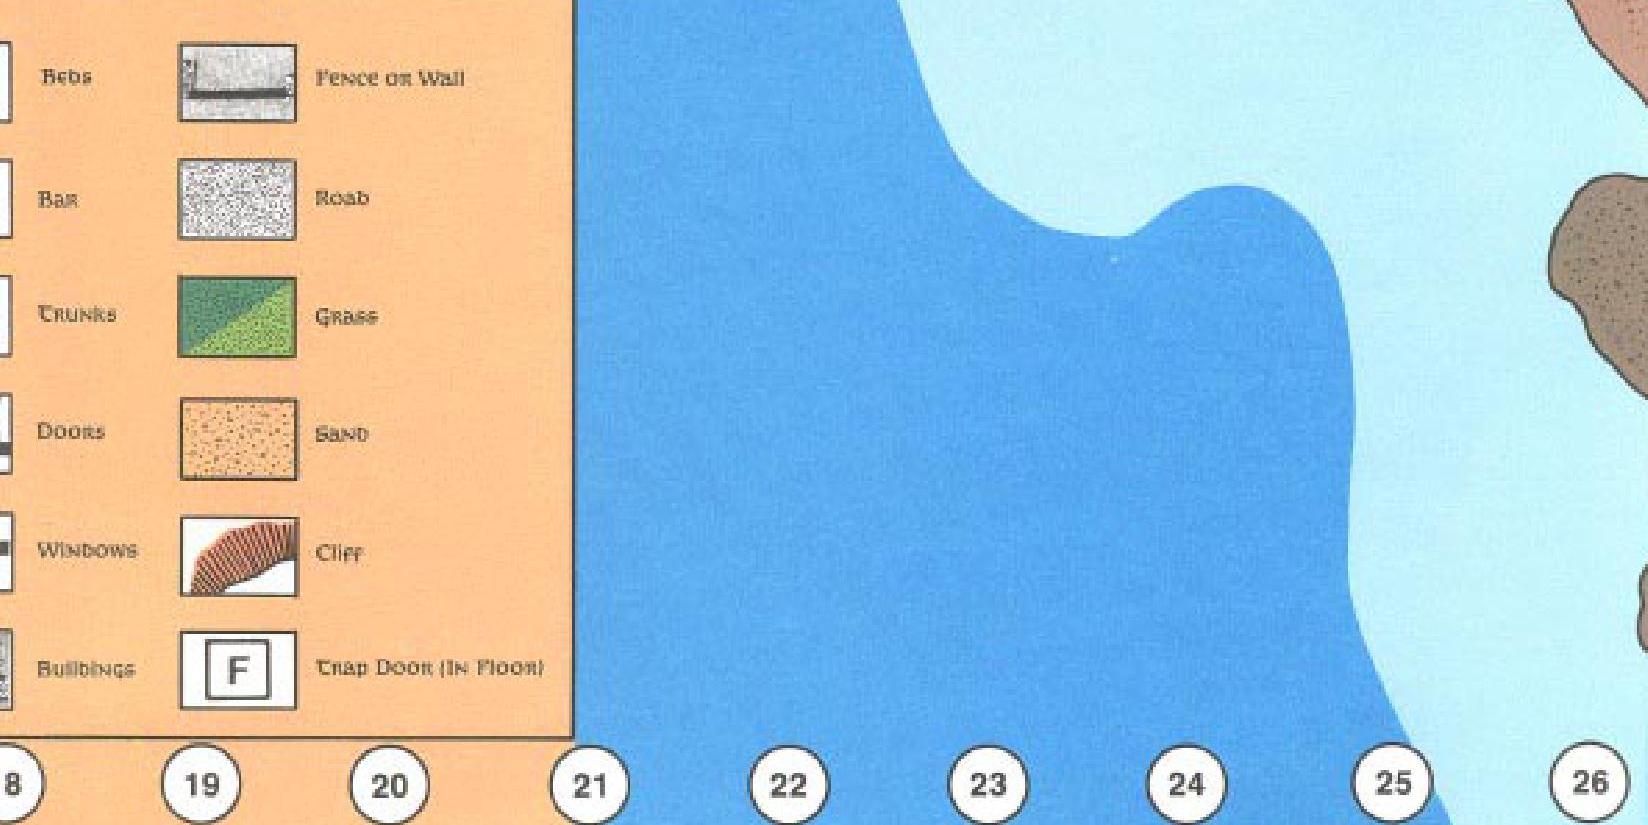 Beds
Fence or Wall
Bar
Road
Trunks
Grass
Doors
Sand
Windows
Cliff
Buildings
F
Trap Door (In Floor)
8
19
20
21
22
23
24
25
26